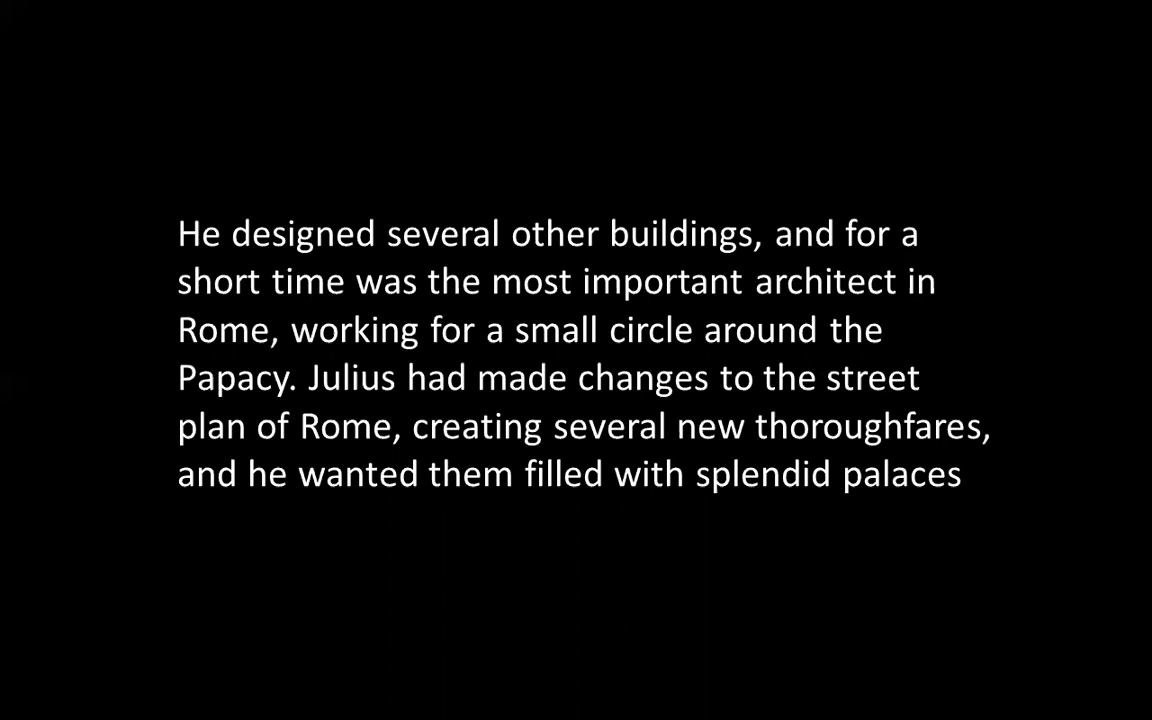 He designed several other buildings, and for a
short time was the most important architect in
Rome, working for a small circle around the
Papacy. Julius had made changes to the street
plan of Rome, creating several new thoroughfares,
and he wanted them filled with splendid palaces